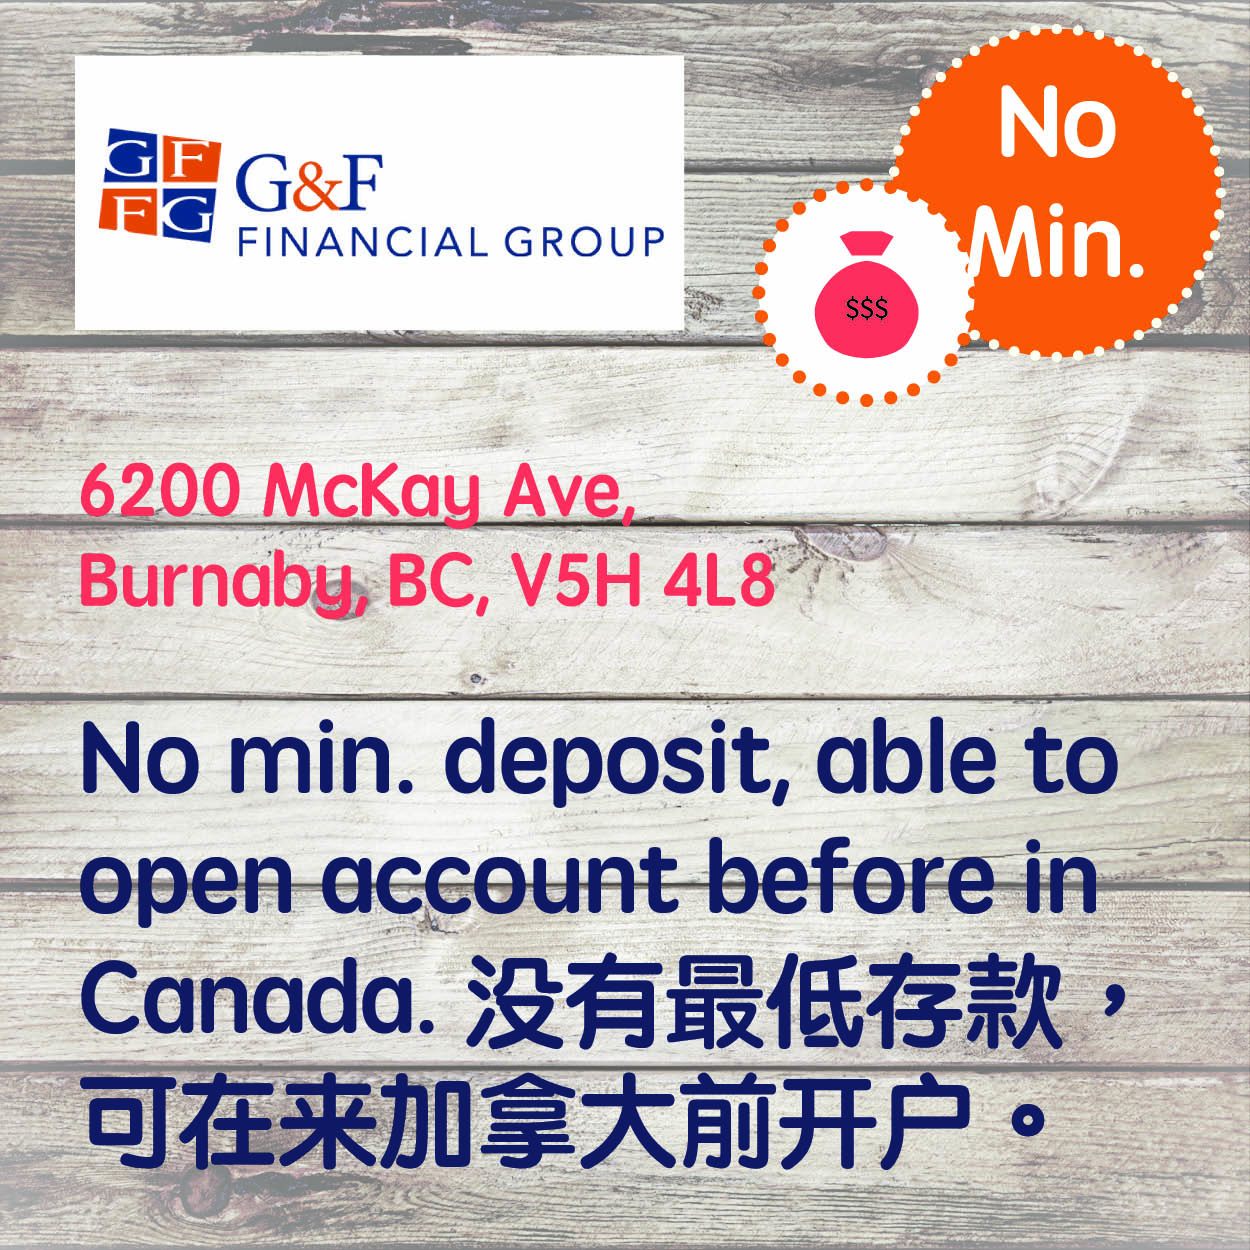 GF
FG
G&F
FINANCIAL GROUP
No
Min.
$$$
6200 McKay Ave,
Burnaby, BC, V5H 4L8
No min. deposit, able to
open account before in
Canada. 没有最低存款，
可在来加拿大前开户。